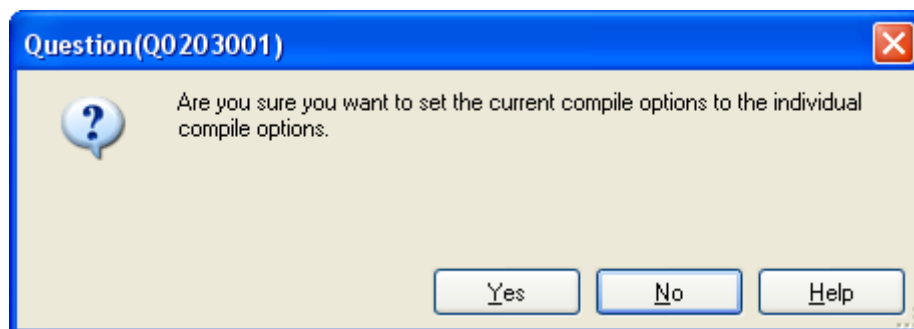 Question(Q0203001)
Are you sure you want to set the current compile options to the individual
compile options.
Yes
No
Help